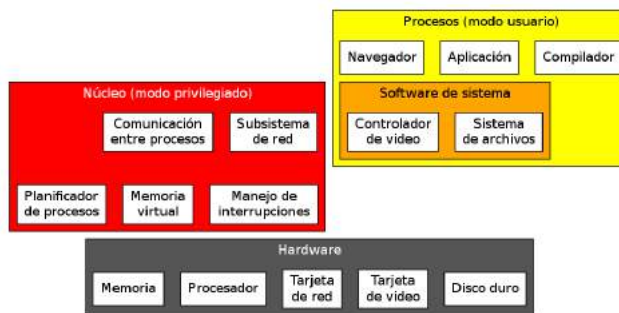 Procesos (modo usuario)
Navegador
Aplicación
Compilador
Software de sistema
Controlador
de video
Sistema
de archivos
Núcleo (modo privilegiado)
Comunicación
entre procesos
Subsistema
de red
Planificador
de procesos
Memoria
virtual
Manejo de
interrupciones
Hardware
Memoria
Procesador
Tarjeta
de red
Tarjeta
de video
Disco duro